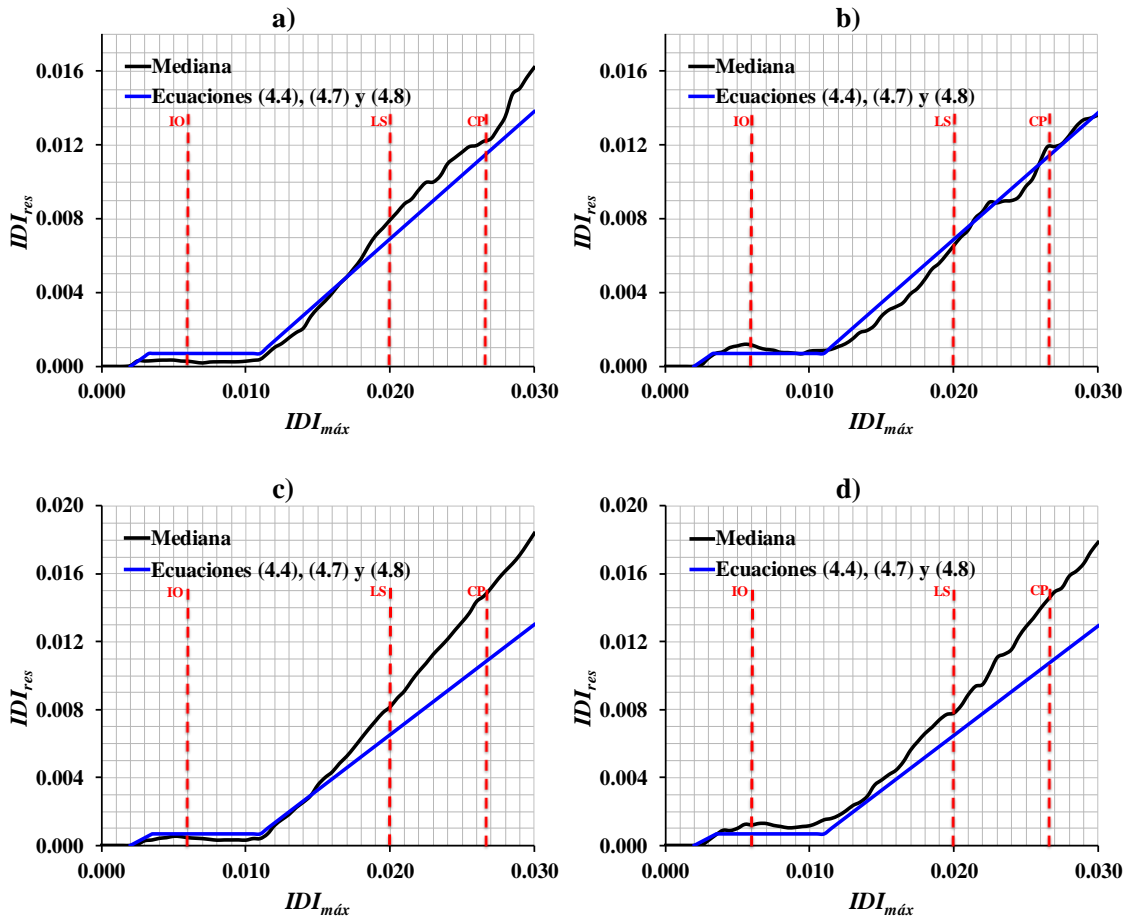 a)
0.016
0.012
0.008
0.004
0.000
IDIres
Mediana
Ecuaciones (4.4), (4.7) y (4.8)
IO
LS
CP
0.000
0.010
0.020
0.030
IDImáx
b)
0.016
0.012
0.008
0.004
0.000
IDIres
Mediana
Ecuaciones (4.4), (4.7) y (4.8)
IO
LS
CP
0.000
0.010
0.020
0.030
IDImáx
c)
0.020
0.016
0.012
0.008
0.004
0.000
IDIres
Mediana
Ecuaciones (4.4), (4.7) y (4.8)
IO
LS
CP
0.000
0.010
0.020
0.030
IDImáx
d)
0.020
0.016
0.012
0.008
0.004
0.000
IDIres
Mediana
Ecuaciones (4.4), (4.7) y (4.8)
IO
LS
CP
0.000
0.010
0.020
0.030
IDImáx